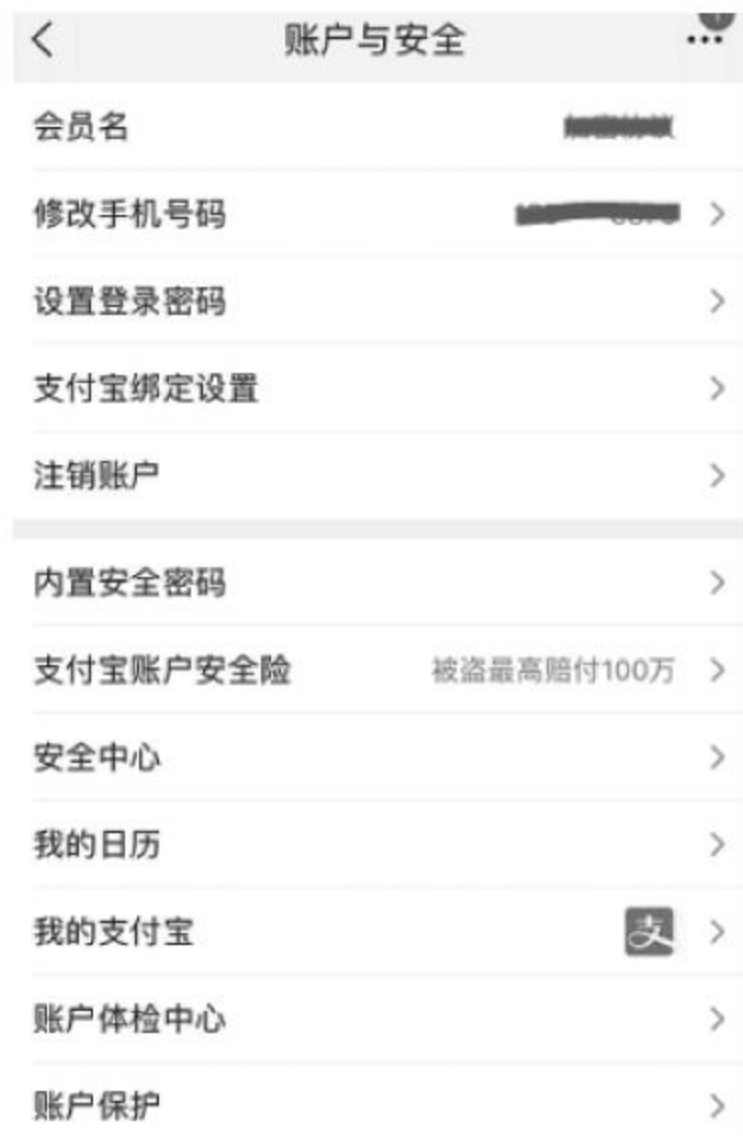 账户与安全
会员名
修改手机号码
设置登录密码
支付宝绑定设置
注销账户
内置安全密码
支付宝账户安全险 被盗最高赔付100万
安全中心
我的日历
我的支付宝 支
账户体检中心
账户保护